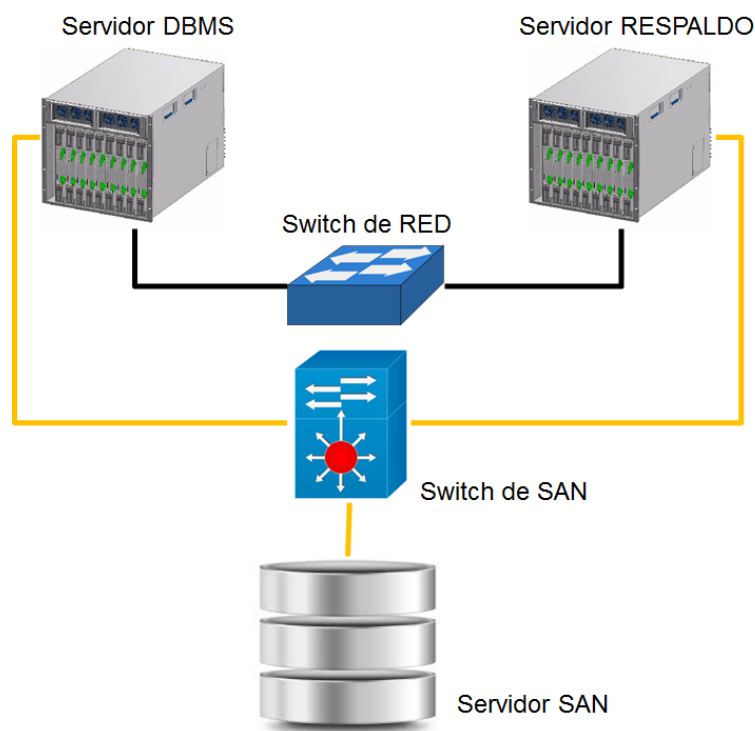 Servidor DBMS
Servidor RESPALDO
Switch de RED
Switch de SAN
Servidor SAN